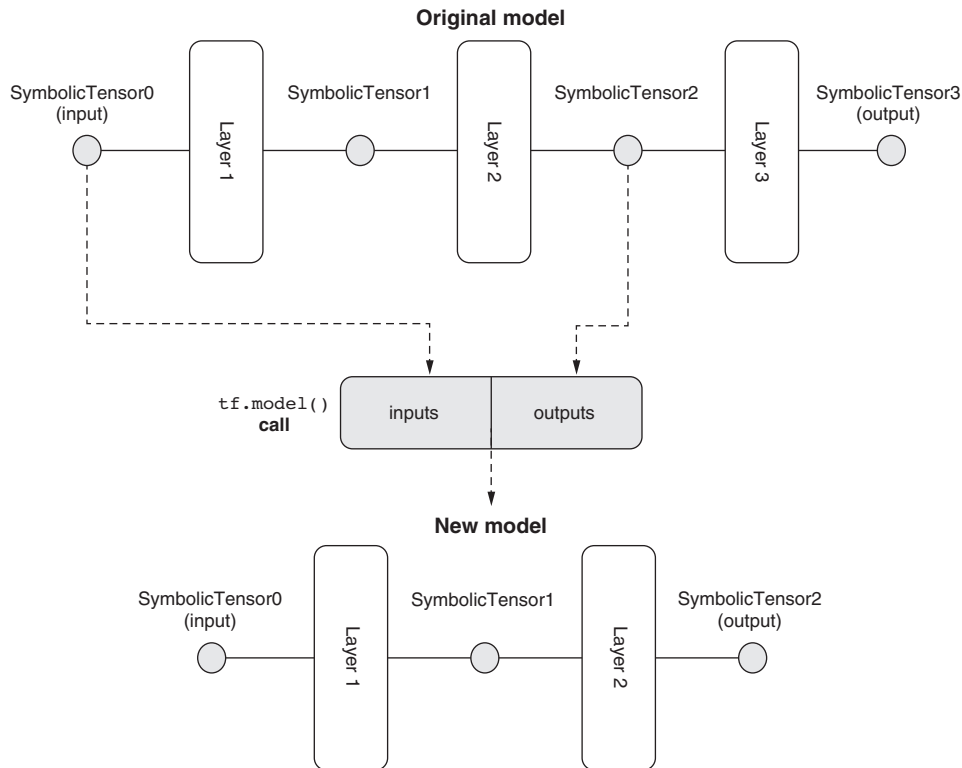 Original model
SymbolicTensor0
(input)
Layer 1
SymbolicTensor1
Layer 2
SymbolicTensor2
Layer 3
SymbolicTensor3
(output)
tf.model()
call
inputs
outputs
New model
SymbolicTensor0
(input)
Layer 1
SymbolicTensor1
Layer 2
SymbolicTensor2
(output)